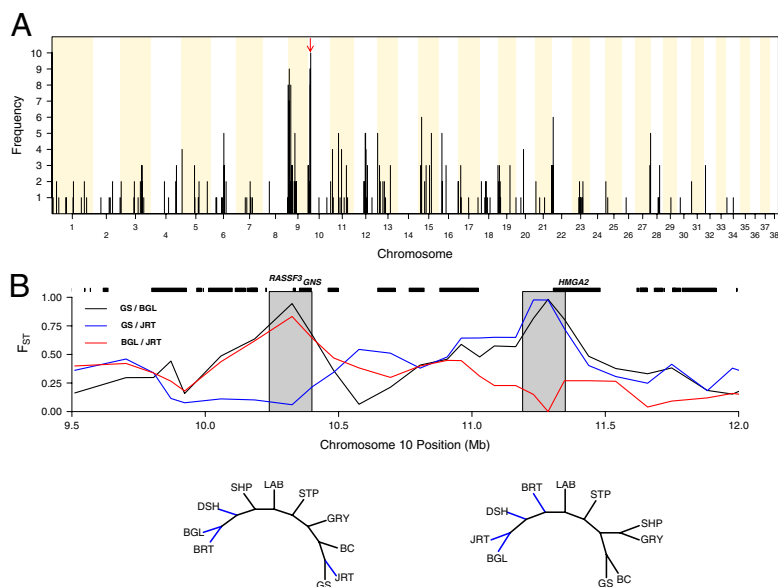 A
Frequency
10
9
8
7
6
5
4
3
2
1
1 2 3 4 5 6 7 8 9 10 11 12 13 14 15 16 17 18 19 20 21 22 23 24 25 26 27 28 29 30 31 32 33 34 35 36 37 38
Chromosome
B
RASSF3
GNS
HMGA2
FST
1.00
0.75
0.50
0.25
0.00
GS / BGL
GS / JRT
BGL / JRT
9.5 10.0 10.5 11.0 11.5 12.0
Chromosome 10 Position (Mb)
SHP
LAB
STP
DSH
GRY
BGL
BRT
BC
JRT
GS
BRT
LAB
STP
DSH
SHP
JRT
GRY
BGL
BC
GS